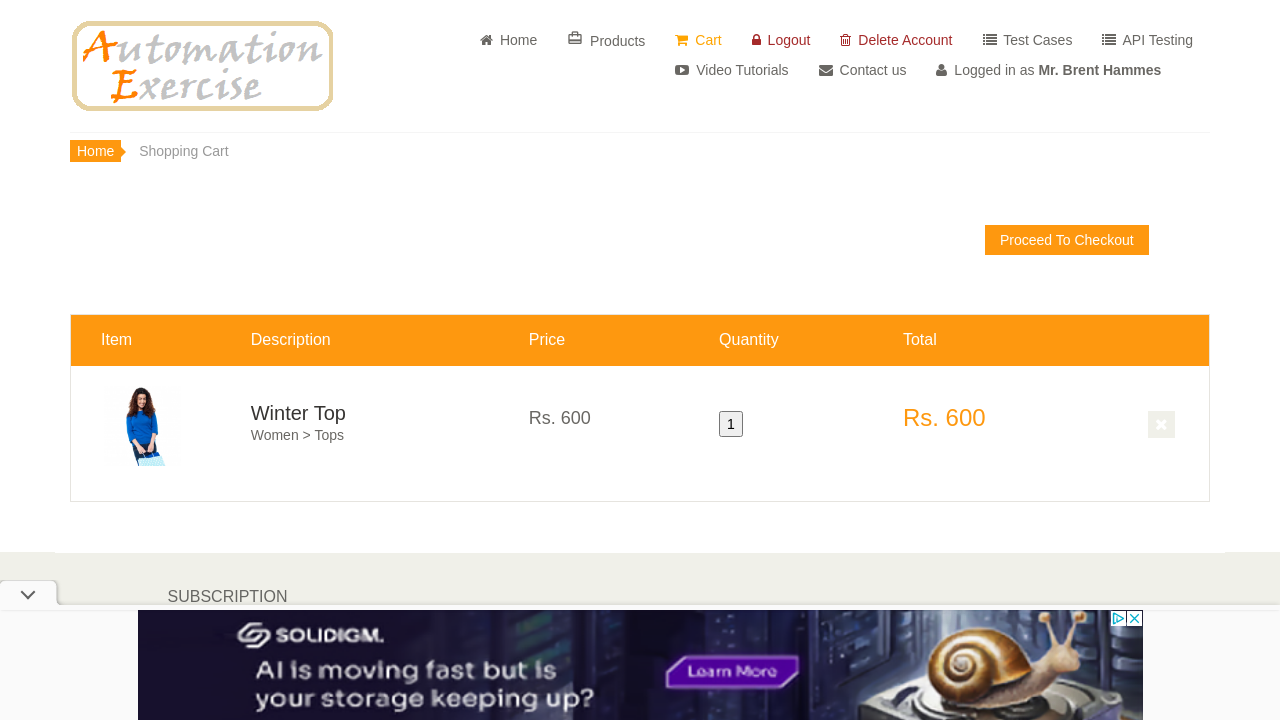 Automation
Exercise
Home
Products
Cart
Logout
Delete Account
Test Cases
API Testing
Video Tutorials
Contact us
Logged in as Mr. Brent Hammes
Home
Shopping Cart
Proceed To Checkout
Item
Description
Price
Quantity
Total
Winter Top
Women > Tops
Rs. 600
1
Rs. 600
SUBSCRIPTION
SOLIDIGM.
AI is moving fast but is
your storage keeping up?
Learn More